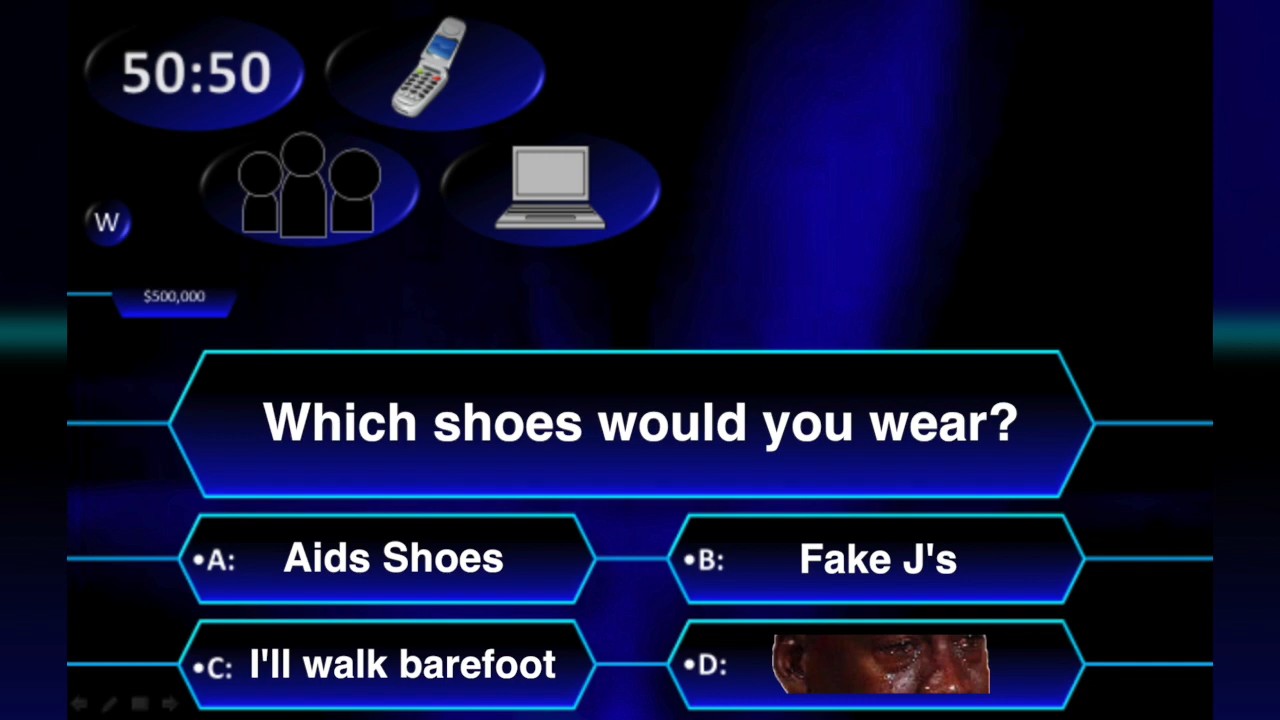 50:50
W
$500,000
Which shoes would you wear?
•A: Aids Shoes
•B: Fake J's
•C: I'll walk barefoot
•D: